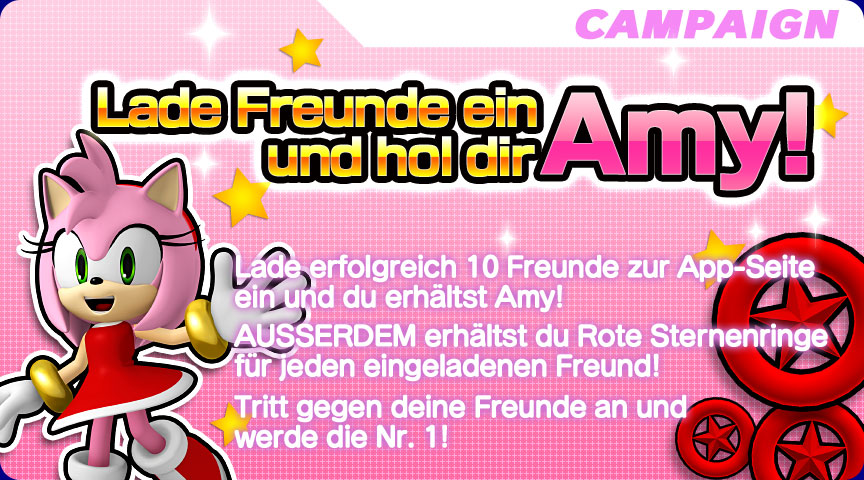 CAMPAIGN
Lade Freunde ein
und hol dir Amy!
Lade erfolgreich 10 Freunde zur App-Seite
ein und du erhältst Amy!
AUSSERDEM erhältst du Rote Sternenringe
für jeden eingeladenen Freund!
Tritt gegen deine Freunde an und
werde die Nr. 1!